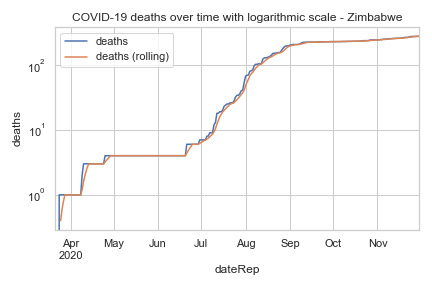 COVID-19 deaths over time with logarithmic scale - Zimbabwe
deaths
deaths (rolling)
10²
10¹
10⁰
deaths
Apr May Jun Jul Aug Sep Oct Nov
2020
dateRep